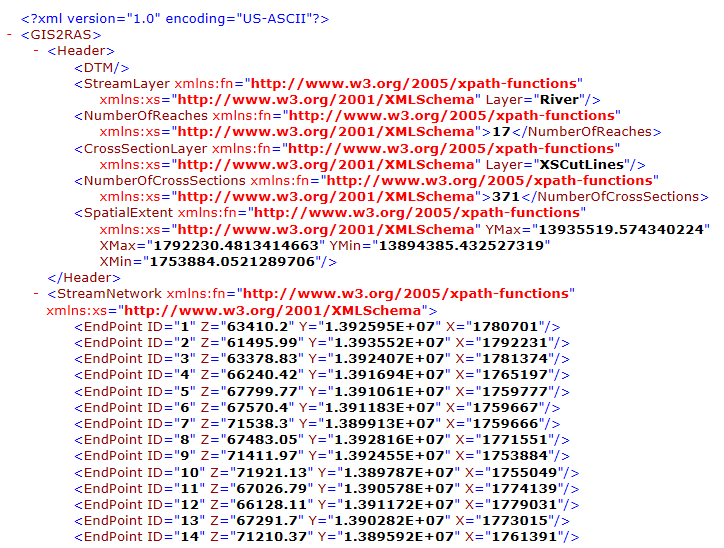 <?xml version="1.0" encoding="US-ASCII"?>
- <GIS2RAS>
- <Header>
<DTM/>
<StreamLayer xmlns:fn="http://www.w3.org/2005/xpath-functions"
xmlns:xs="http://www.w3.org/2001/XMLSchema" Layer="River"/>
<NumberOfReaches xmlns:fn="http://www.w3.org/2005/xpath-functions"
xmlns:xs="http://www.w3.org/2001/XMLSchema">17</NumberOfReaches>
<CrossSectionLayer xmlns:fn="http://www.w3.org/2005/xpath-functions"
xmlns:xs="http://www.w3.org/2001/XMLSchema" Layer="XSCutLines"/>
<NumberOfCrossSections xmlns:fn="http://www.w3.org/2005/xpath-functions"
xmlns:xs="http://www.w3.org/2001/XMLSchema">371</NumberOfCrossSections>
<SpatialExtent xmlns:fn="http://www.w3.org/2005/xpath-functions"
xmlns:xs="http://www.w3.org/2001/XMLSchema" YMax="13935519.574340224"
XMax="1792230.4813414663" YMin="13894385.432527319"
XMin="1753884.0521289706"/>
</Header>
- <StreamNetwork xmlns:fn="http://www.w3.org/2005/xpath-functions"
xmlns:xs="http://www.w3.org/2001/XMLSchema">
<EndPoint ID="1" Z="63410.2" Y="1.392595E+07" X="1780701"/>
<EndPoint ID="2" Z="61495.99" Y="1.393552E+07" X="1792231"/>
<EndPoint ID="3" Z="63378.83" Y="1.392407E+07" X="1781374"/>
<EndPoint ID="4" Z="66240.42" Y="1.391694E+07" X="1765197"/>
<EndPoint ID="5" Z="67799.77" Y="1.391061E+07" X="1759777"/>
<EndPoint ID="6" Z="67570.4" Y="1.391183E+07" X="1759667"/>
<EndPoint ID="7" Z="71538.3" Y="1.389913E+07" X="1759666"/>
<EndPoint ID="8" Z="67483.05" Y="1.392816E+07" X="1771551"/>
<EndPoint ID="9" Z="71411.97" Y="1.392455E+07" X="1753884"/>
<EndPoint ID="10" Z="71921.13" Y="1.389787E+07" X="1755049"/>
<EndPoint ID="11" Z="67026.79" Y="1.390578E+07" X="1774139"/>
<EndPoint ID="12" Z="66128.11" Y="1.391172E+07" X="1779031"/>
<EndPoint ID="13" Z="67291.7" Y="1.390282E+07" X="1773015"/>
<EndPoint ID="14" Z="71210.37" Y="1.389592E+07" X="1761391"/>